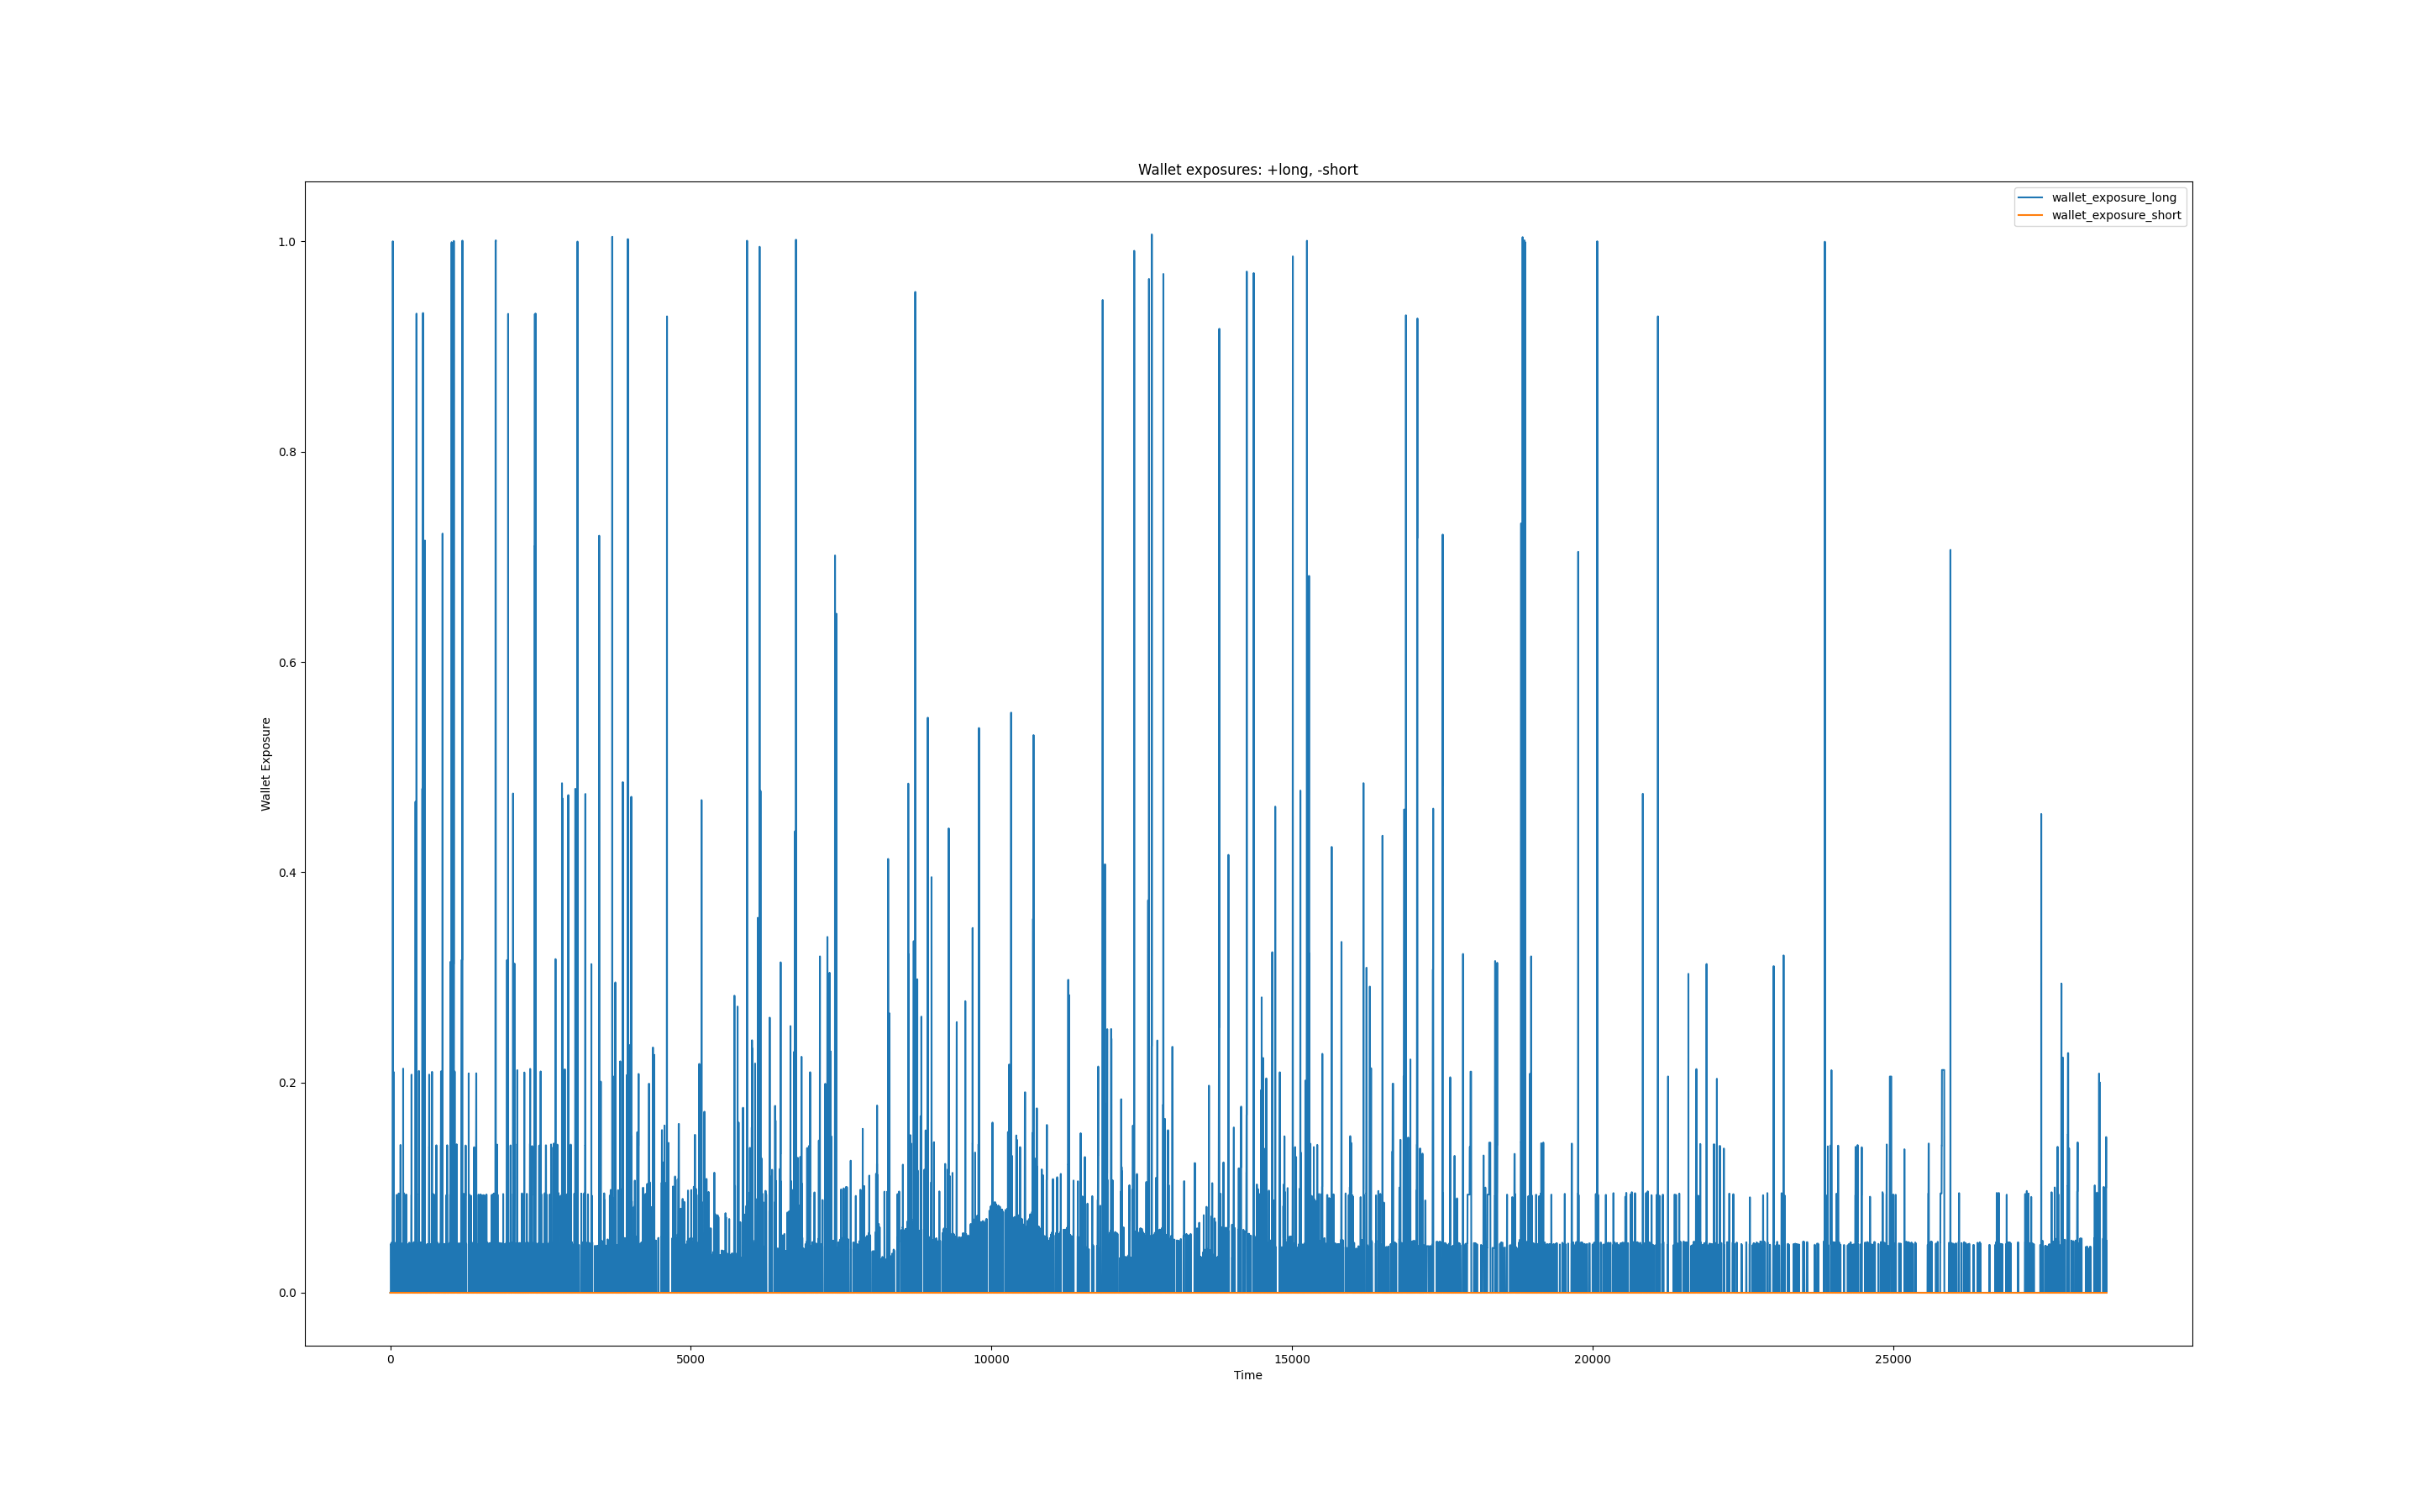 Wallet exposures: +long, -short
wallet_exposure_long
wallet_exposure_short
1.0
0.8
0.6
0.4
0.2
0.0
Wallet Exposure
0 5000 10000 15000 20000 25000
Time